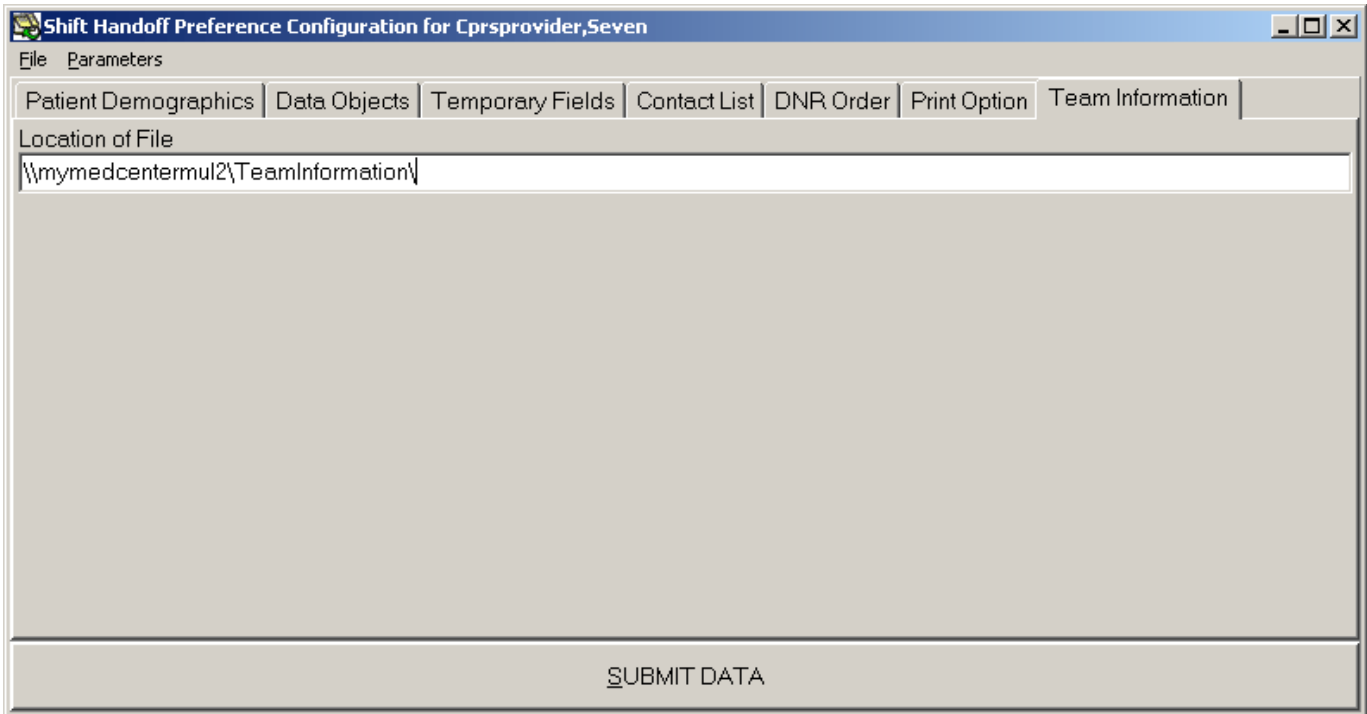 Shift Handoff Preference Configuration for Cprsprovider,Seven
File Parameters
Patient Demographics Data Objects Temporary Fields Contact List DNR Order Print Option Team Information
Location of File
\\mymedcentermul2\TeamInformation\
SUBMIT DATA